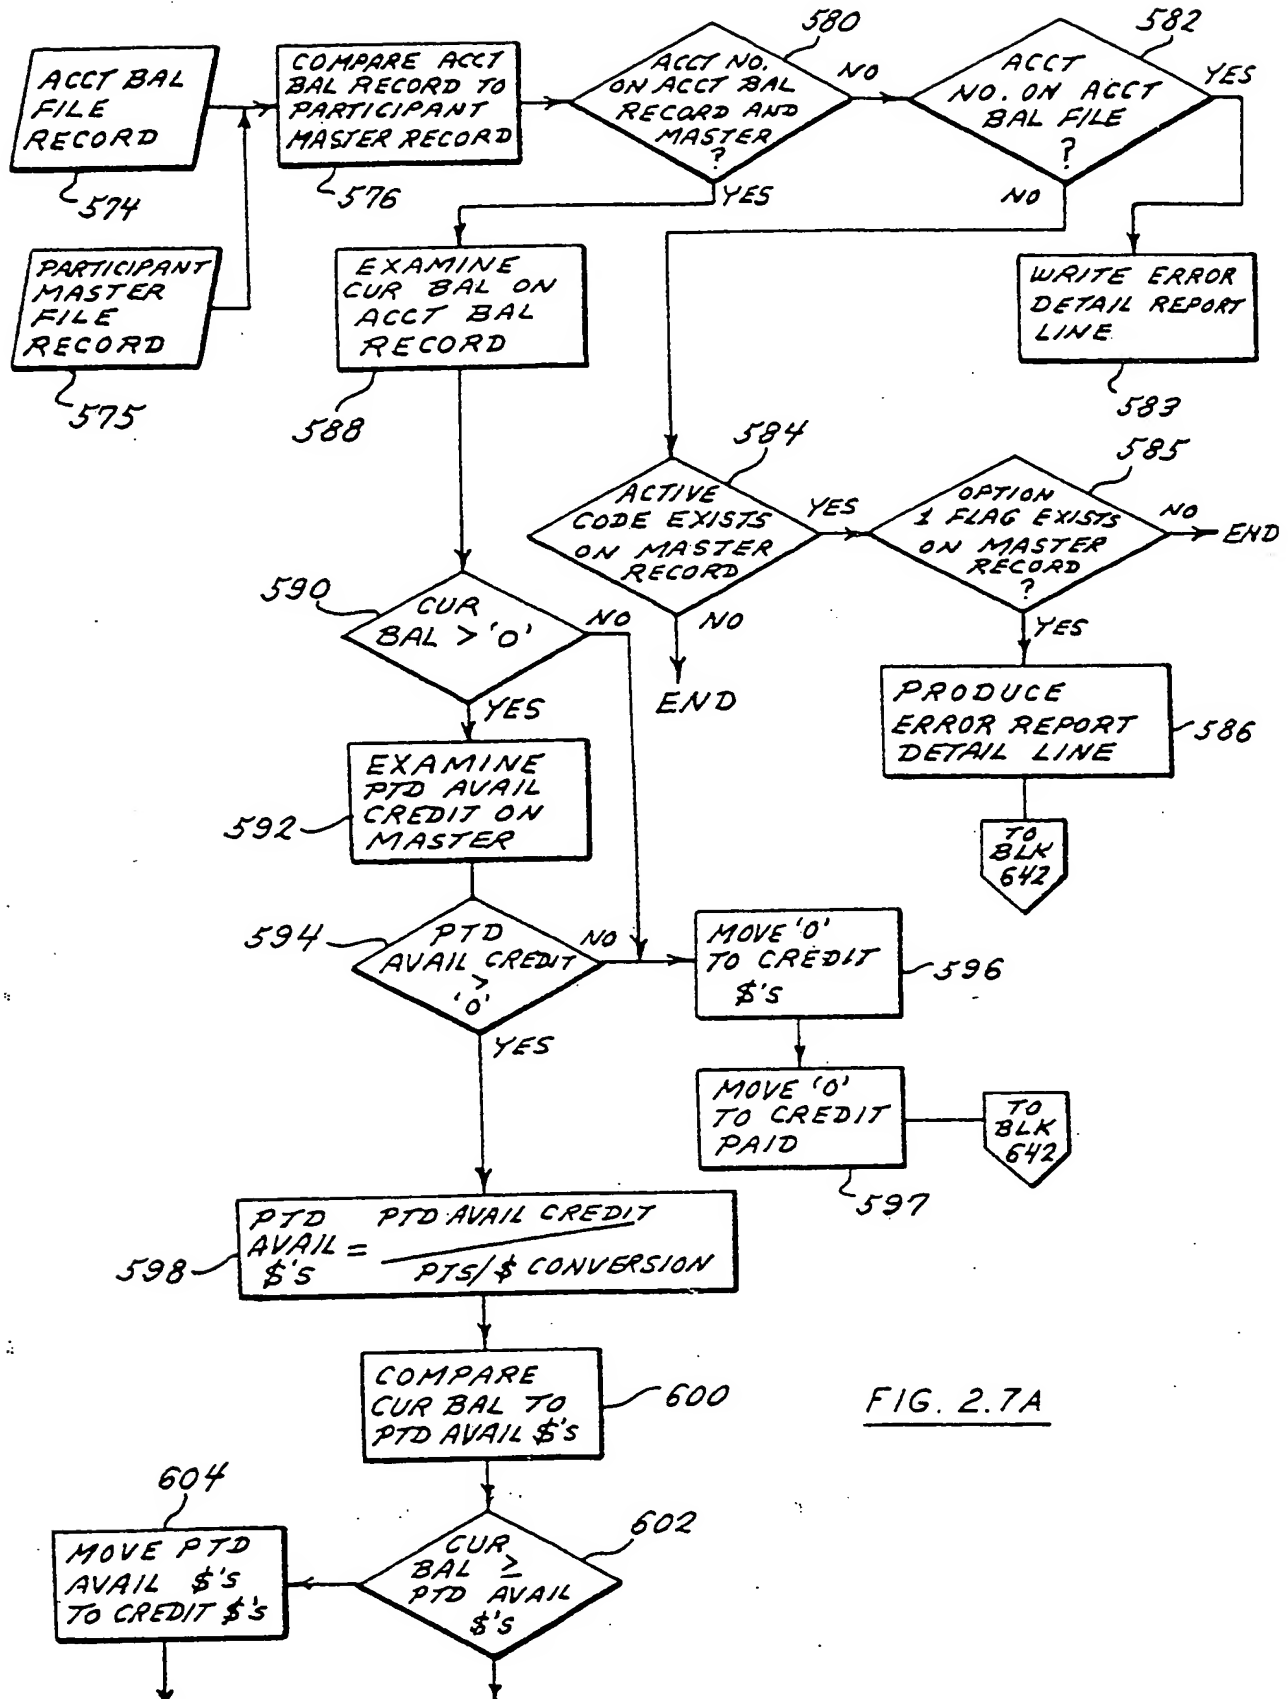 ACCT BAL
FILE
RECORD
574
PARTICIPANT
MASTER
FILE
RECORD
575
COMPARE ACCT
BAL RECORD TO
PARTICIPANT
MASTER RECORD
576
ACCT NO.
ON ACCT BAL
RECORD AND
MASTER
?
580
NO
YES
ACCT
NO. ON ACCT
BAL FILE
?
582
YES
NO
WRITE ERROR
DETAIL REPORT
LINE
583
EXAMINE
CUR BAL ON
ACCT BAL
RECORD
588
ACTIVE
CODE EXISTS
ON MASTER
RECORD
584
YES
NO
END
OPTION
1 FLAG EXISTS
ON MASTER
RECORD
?
585
NO
END
YES
PRODUCE
ERROR REPORT
DETAIL LINE
586
TO
BLK
642
CUR
BAL > '0'
590
NO
YES
EXAMINE
PTD AVAIL
CREDIT ON
MASTER
592
PTD
AVAIL CREDIT
>
'0'
594
NO
YES
MOVE '0'
TO CREDIT
$'S
596
MOVE '0'
TO CREDIT
PAID
597
TO
BLK
642
PTD
AVAIL
$'S
=
PTD AVAIL CREDIT
PTS/$ CONVERSION
598
COMPARE
CUR BAL TO
PTD AVAIL $'S
600
FIG. 2.7A
CUR
BAL ≥
PTD AVAIL
$'S
602
604
MOVE PTD
AVAIL $'S
TO CREDIT $'S